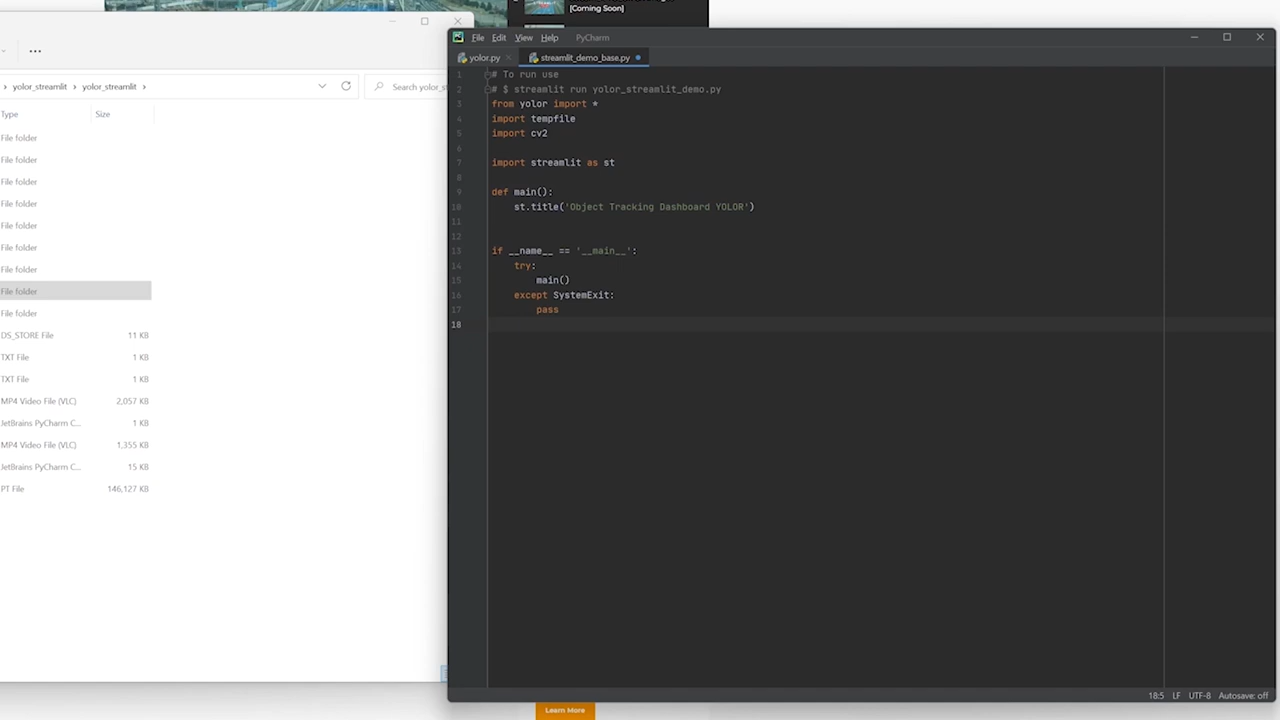 [Coming Soon]
yolor_streamlit
yolor_streamlit
Search yolor_s
Type
Size
File folder
File folder
File folder
File folder
File folder
File folder
File folder
File folder
File folder
DS_STORE File 11 KB
TXT File 1 KB
TXT File 1 KB
MP4 Video File (VLC) 2,057 KB
JetBrains PyCharm C... 1 KB
MP4 Video File (VLC) 1,355 KB
JetBrains PyCharm C... 15 KB
PT File 146,127 KB
File Edit View Help PyCharm
yolor.py streamlit_demo_base.py
1 # To run use
2 # $ streamlit run yolor_streamlit_demo.py
3 from yolor import *
4 import tempfile
5 import cv2
6
7 import streamlit as st
8
9 def main():
10 st.title('Object Tracking Dashboard YOLOR')
11
12
13 if __name__ == '__main__':
14 try:
15 main()
16 except SystemExit:
17 pass
18
18:5 LF UTF-8 Autosave: off
Learn More